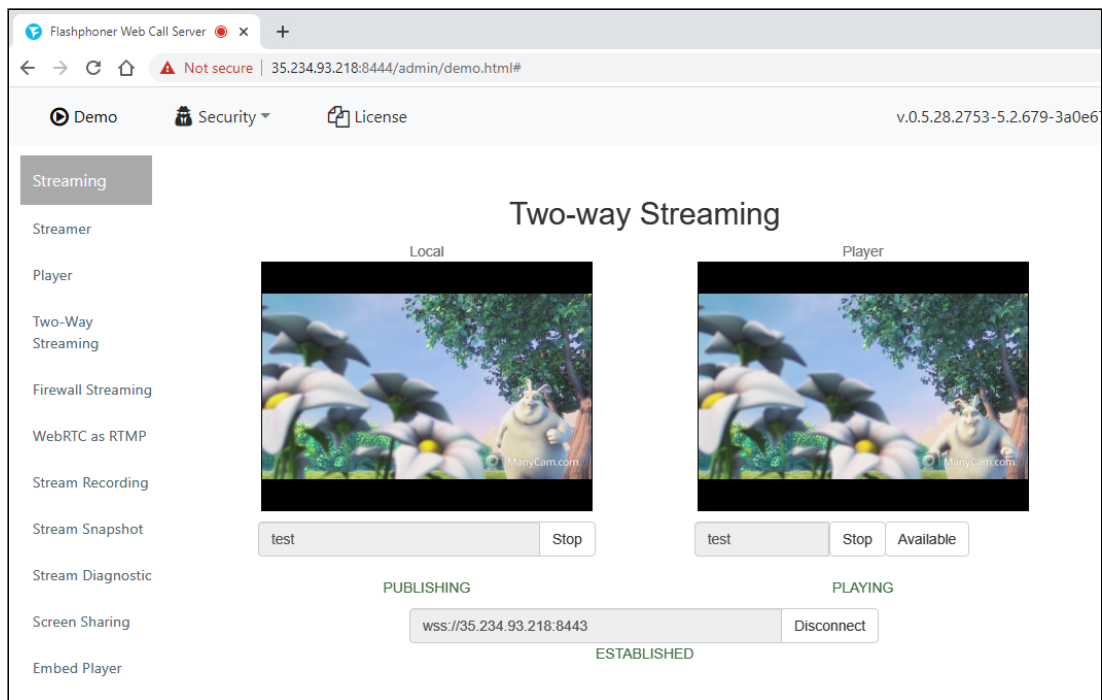 Flashphoner Web Call Server
Not secure | 35.234.93.218:8444/admin/demo.html#
Demo Security License v.0.5.28.2753-5.2.679-3a0e6
Streaming
Streamer
Player
Two-Way
Streaming
Firewall Streaming
WebRTC as RTMP
Stream Recording
Stream Snapshot
Stream Diagnostic
Screen Sharing
Embed Player
Two-way Streaming
Local Player
ManyCam.com ManyCam.com
test Stop test Stop Available
PUBLISHING PLAYING
wss://35.234.93.218:8443 Disconnect
ESTABLISHED